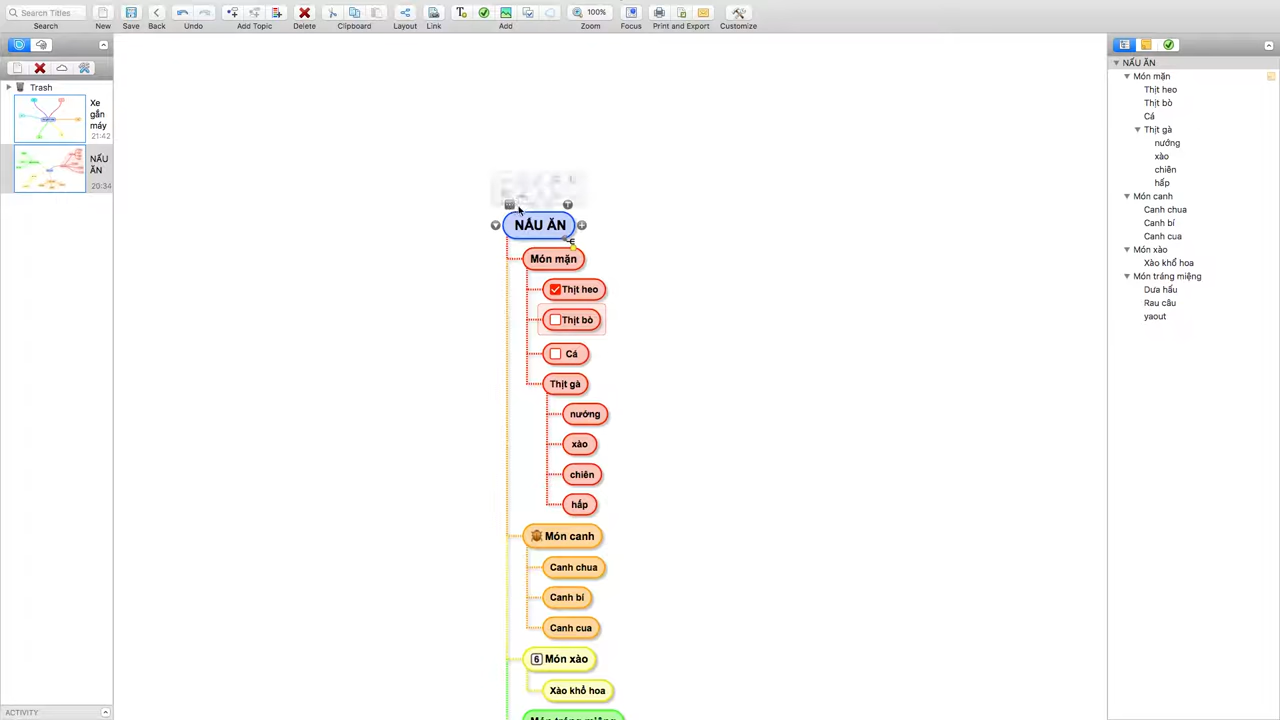 Search Titles
100%
Search
New
Save
Back
Undo
Add Topic
Delete
Clipboard
Layout
Link
Add
Zoom
Focus
Print and Export
Customize
Trash
Xe
gắn
máy
21:42
NẤU
ĂN
20:34
ACTIVITY
T
NẤU ĂN
Món mặn
Thịt heo
Thịt bò
Cá
Thịt gà
nướng
xào
chiên
hấp
Món canh
Canh chua
Canh bí
Canh cua
6 Món xào
Xào khổ hoa
Món tráng miệng
NẤU ĂN
Món mặn
Thịt heo
Thịt bò
Cá
Thịt gà
nướng
xào
chiên
hấp
Món canh
Canh chua
Canh bí
Canh cua
Món xào
Xào khổ hoa
Món tráng miệng
Dưa hấu
Rau câu
yaout